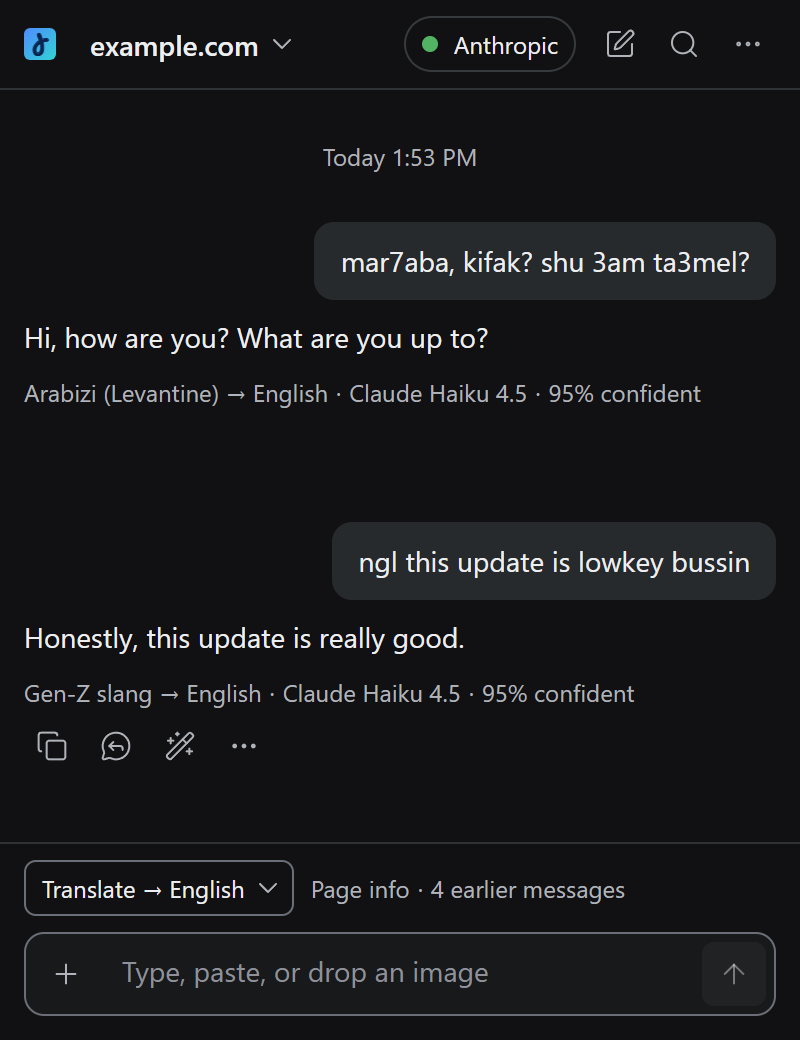 example.com
Anthropic
Today 1:53 PM
mar7aba, kifak? shu 3am ta3mel?
Hi, how are you? What are you up to?
Arabizi (Levantine) → English · Claude Haiku 4.5 · 95% confident
ngl this update is lowkey bussin
Honestly, this update is really good.
Gen-Z slang → English · Claude Haiku 4.5 · 95% confident
Translate → English
Page info · 4 earlier messages
Type, paste, or drop an image